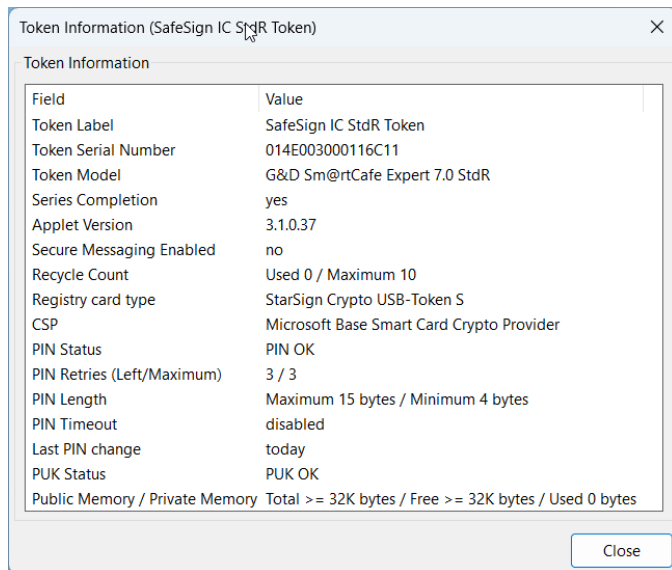 Token Information (SafeSign IC StdR Token)
Token Information
Field Value
Token Label SafeSign IC StdR Token
Token Serial Number 014E003000116C11
Token Model G&D Sm@rtCafe Expert 7.0 StdR
Series Completion yes
Applet Version 3.1.0.37
Secure Messaging Enabled no
Recycle Count Used 0 / Maximum 10
Registry card type StarSign Crypto USB-Token S
CSP Microsoft Base Smart Card Crypto Provider
PIN Status PIN OK
PIN Retries (Left/Maximum) 3 / 3
PIN Length Maximum 15 bytes / Minimum 4 bytes
PIN Timeout disabled
Last PIN change today
PUK Status PUK OK
Public Memory / Private Memory Total >= 32K bytes / Free >= 32K bytes / Used 0 bytes
Close